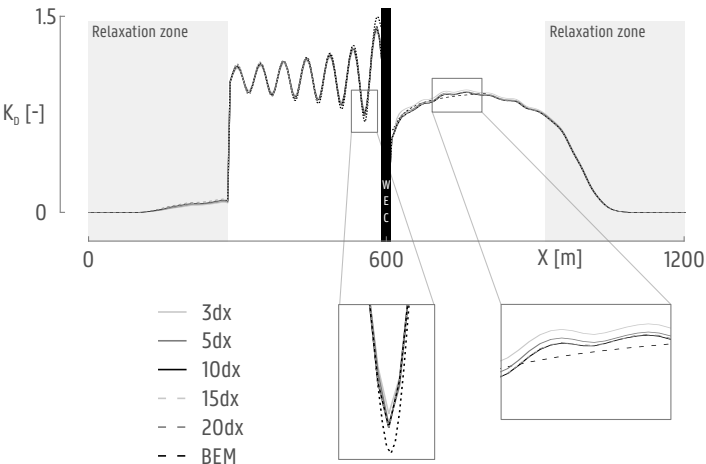 1.5
Relaxation zone
Relaxation zone
K_D [-]
W
E
C
0
0
600
X [m]
1200
3dx
5dx
10dx
15dx
20dx
BEM